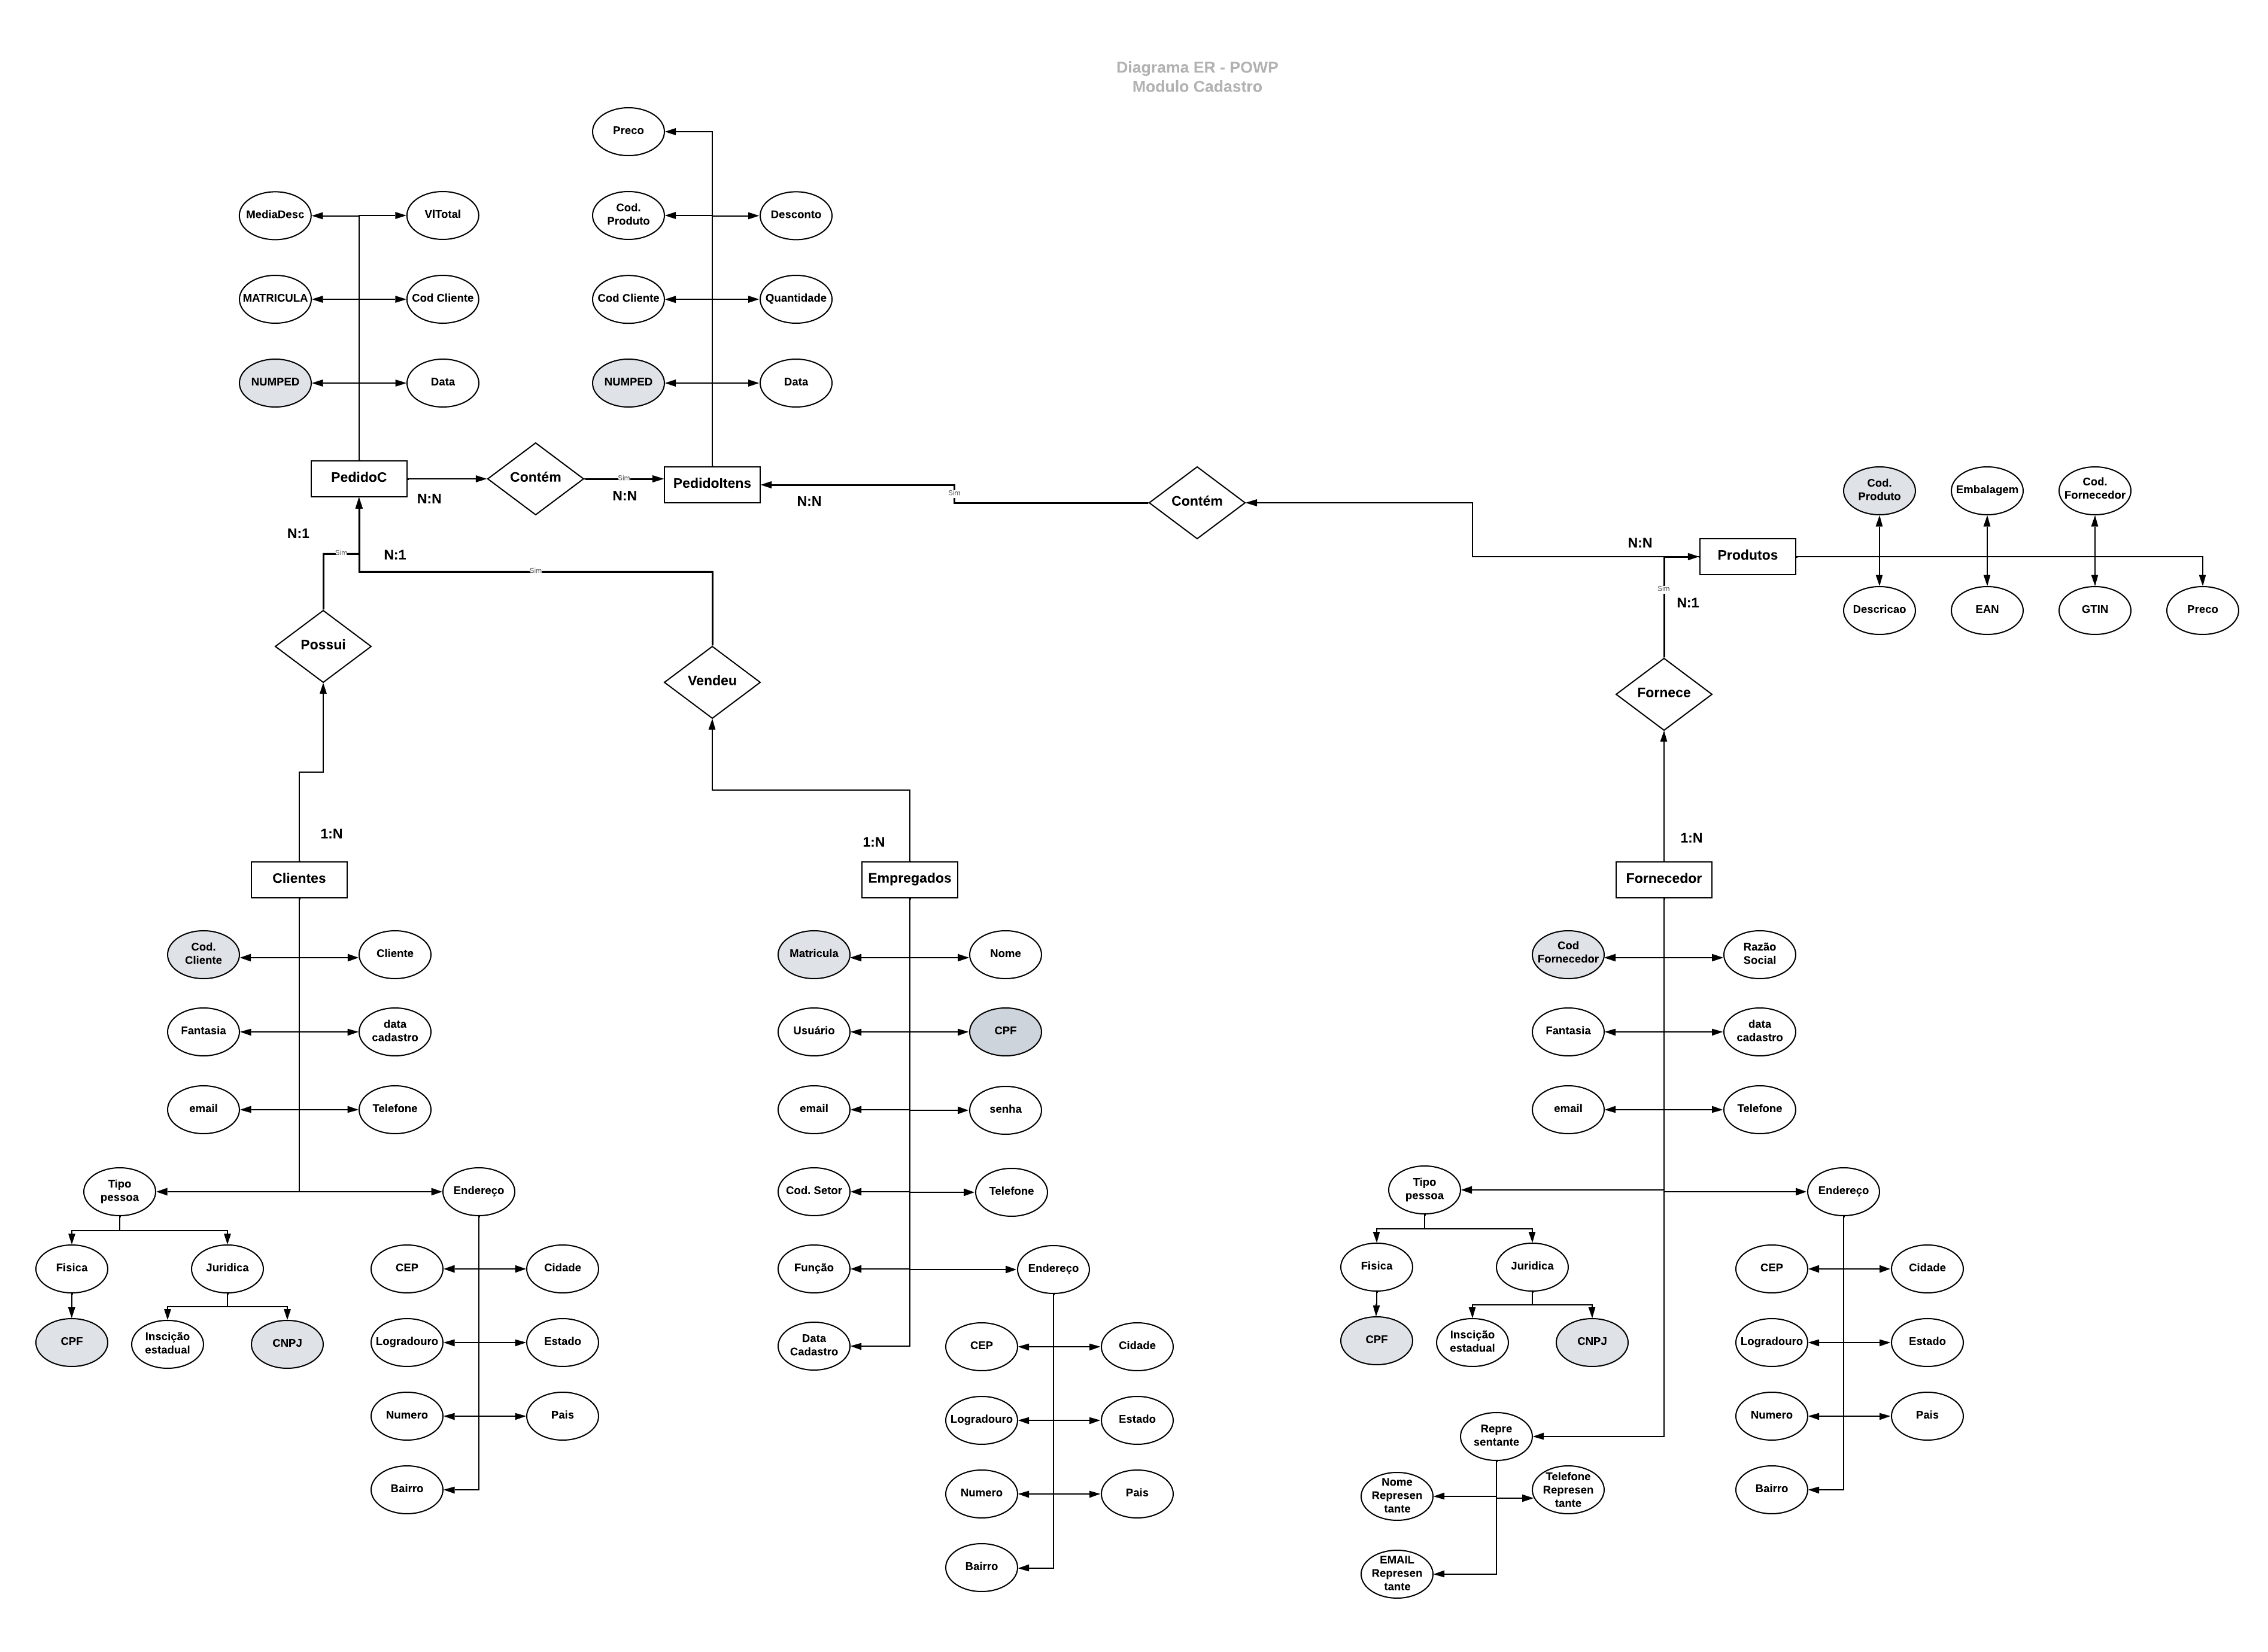 Diagrama ER - POWP
Modulo Cadastro
Preco
MediaDesc
VlTotal
Cod.
Produto
Desconto
MATRICULA
Cod Cliente
Cod Cliente
Quantidade
NUMPED
Data
NUMPED
Data
PedidoC
N:N
Contém
Sim
N:N
PedidoItens
N:N
Sim
Contém
N:N
Produtos
Cod.
Produto
Embalagem
Cod.
Fornecedor
Descricao
EAN
GTIN
Preco
N:1
Sim
N:1
Sim
Sim
N:1
Possui
Vendeu
Fornece
1:N
1:N
1:N
Clientes
Empregados
Fornecedor
Cod.
Cliente
Cliente
Fantasia
data
cadastro
email
Telefone
Tipo
pessoa
Endereço
Fisica
Juridica
CPF
Inscição
estadual
CNPJ
CEP
Cidade
Logradouro
Estado
Numero
Pais
Bairro
Matricula
Nome
Usuário
CPF
email
senha
Cod. Setor
Telefone
Função
Endereço
Data
Cadastro
CEP
Cidade
Logradouro
Estado
Numero
Pais
Bairro
Cod
Fornecedor
Razão
Social
Fantasia
data
cadastro
email
Telefone
Tipo
pessoa
Endereço
Fisica
Juridica
CPF
Inscição
estadual
CNPJ
CEP
Cidade
Logradouro
Estado
Numero
Pais
Bairro
Repre
sentante
Nome
Represen
tante
Telefone
Represen
tante
EMAIL
Represen
tante